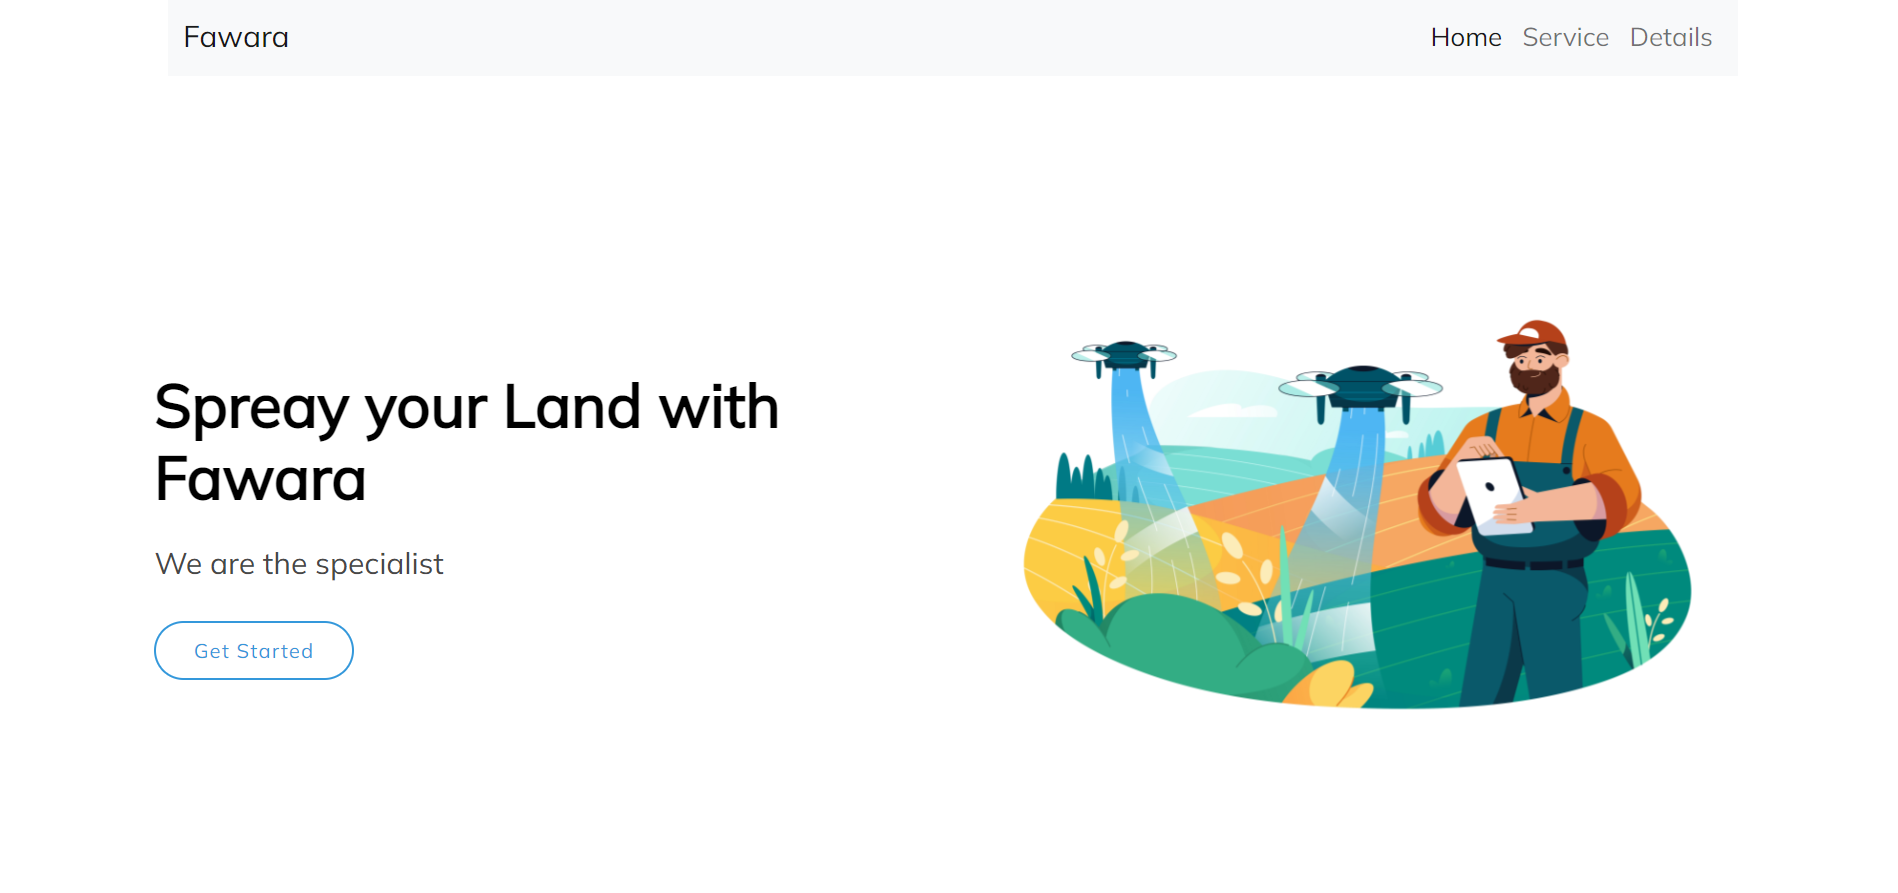 Fawara
Home Service Details
Spreay your Land with
Fawara
We are the specialist
Get Started